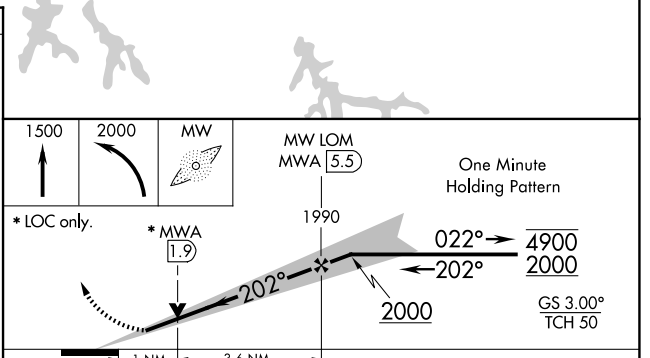 1500
2000
MW
MW LOM
MWA 5.5
One Minute
Holding Pattern
* LOC only.
* MWA
1.9
1990
022°
4900
202°
2000
202°
2000
GS 3.00°
TCH 50
1 NM
3.6 NM